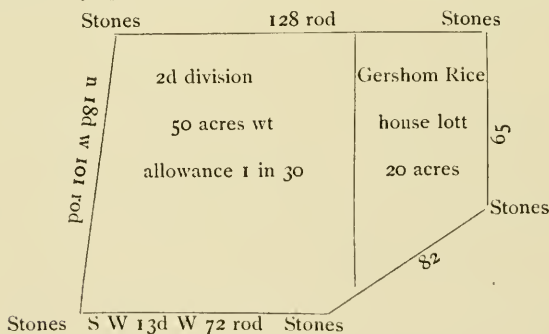 Stones 128 rod Stones
2d division Gershom Rice
50 acres wt house lott
allowance 1 in 30 20 acres
n 18d w 101 rod
65
Stones
82
Stones S W 13d W 72 rod Stones